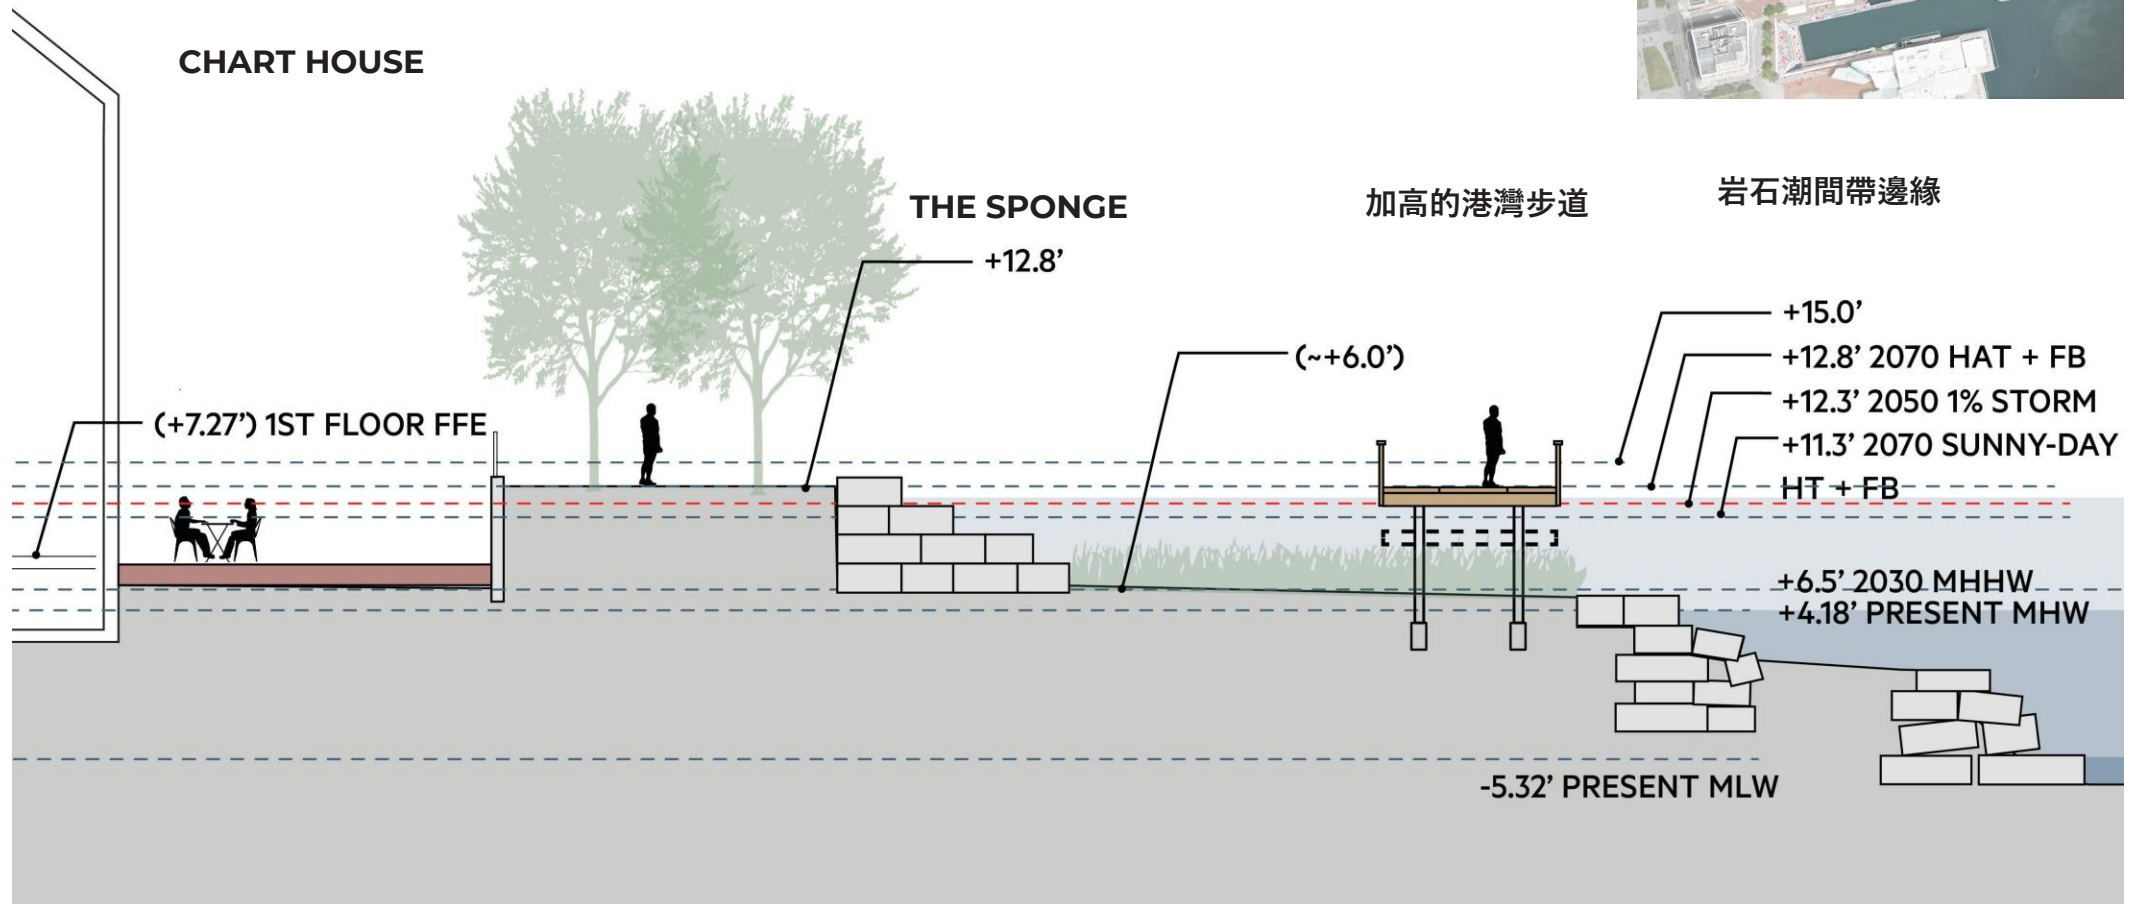 CHART HOUSE
THE SPONGE
加高的港灣步道
岩石潮間帶邊緣
+12.8’
+15.0’
(~+6.0’)
+12.8’ 2070 HAT + FB
+12.3’ 2050 1% STORM
(+7.27’) 1ST FLOOR FFE
+11.3’ 2070 SUNNY-DAY
HT + FB
+6.5’ 2030 MHHW
+4.18’ PRESENT MHW
-5.32’ PRESENT MLW